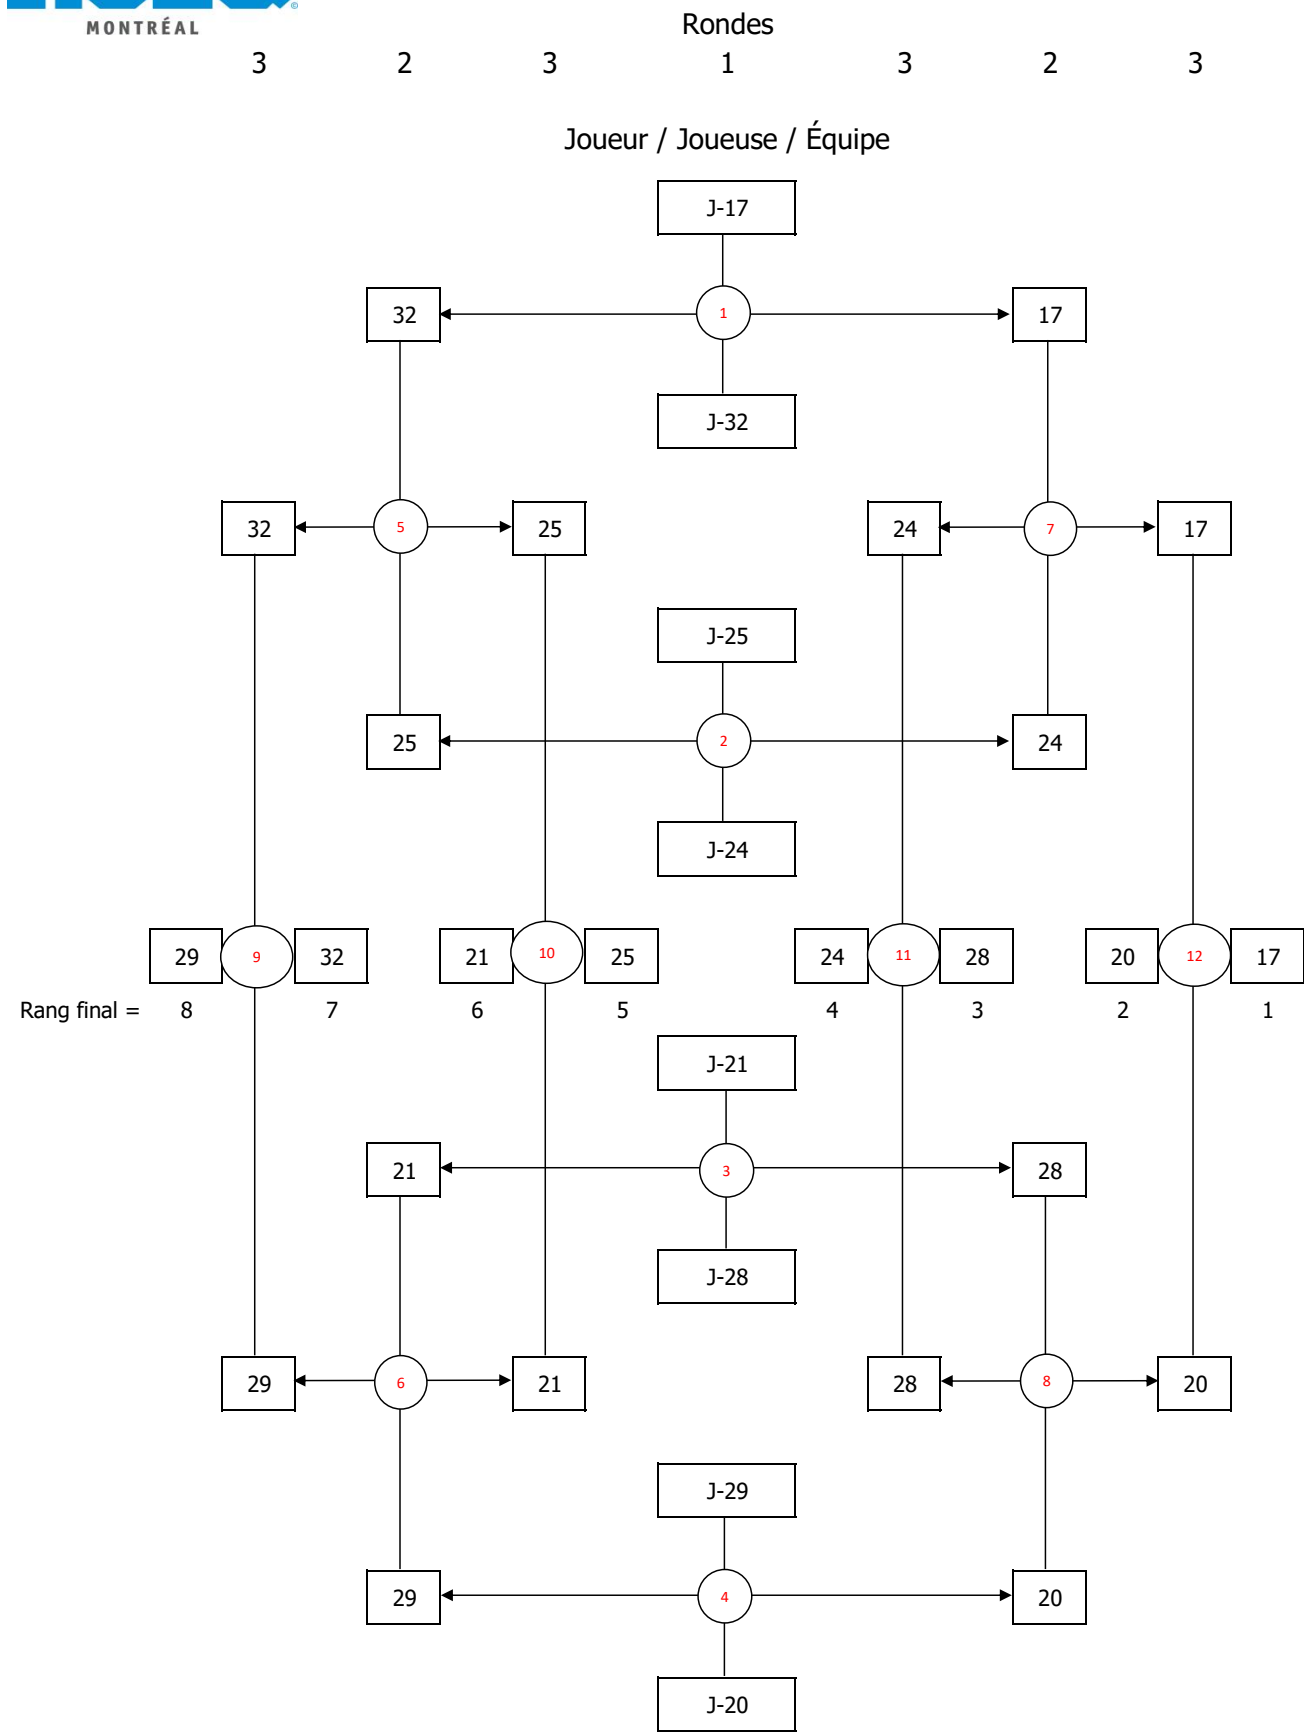 MONTRÉAL
Rondes
3 2 3 1 3 2 3
Joueur / Joueuse / Équipe
J-17
32 1 17
J-32
32 5 25 24 7 17
J-25
25 2 24
J-24
29 9 32 21 10 25 24 11 28 20 12 17
Rang final = 8 7 6 5 4 3 2 1
J-21
21 3 28
J-28
29 6 21 28 8 20
J-29
29 4 20
J-20